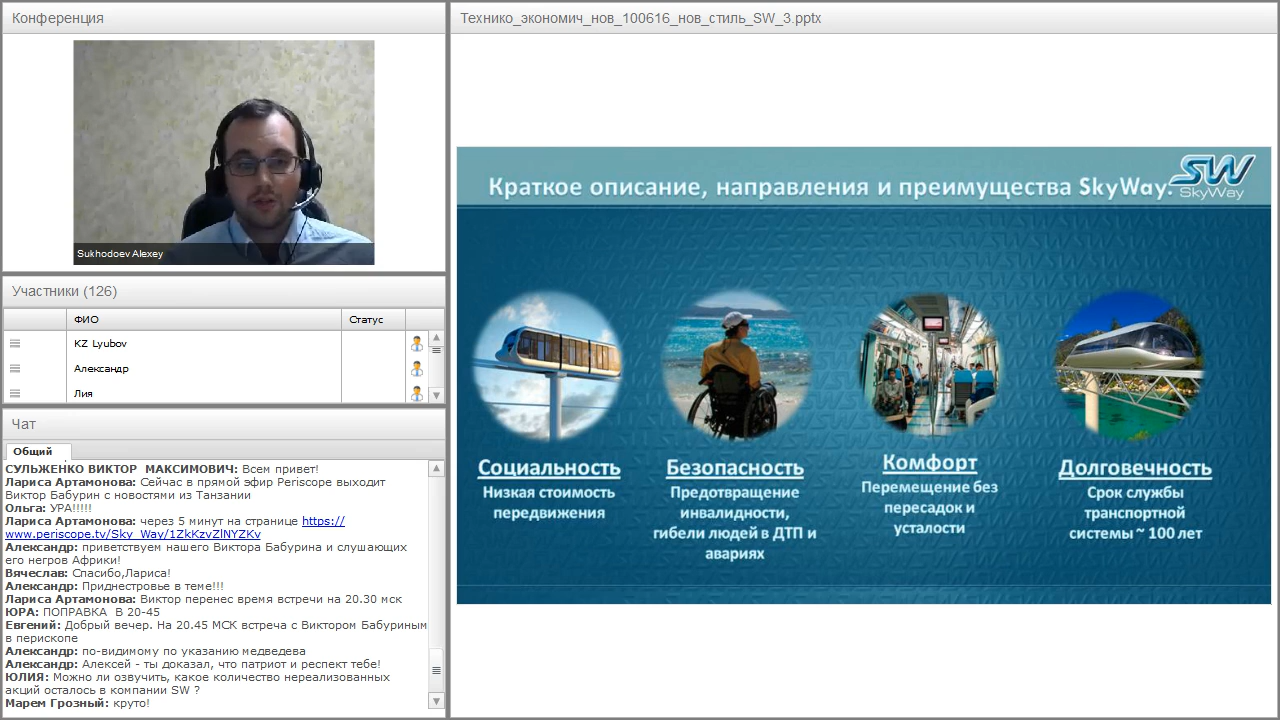 Конференция
Sukhodoev Alexey
Участники (126)
ФИО Статус
KZ Lyubov
Александр
Лия
Чат
Общий
СУЛЬЖЕНКО ВИКТОР МАКСИМОВИЧ: Всем привет!
Лариса Артамонова: Сейчас в прямой эфир Periscope выходит
Виктор Бабурин с новостями из Танзании
Ольга: УРА!!!!!
Лариса Артамонова: через 5 минут на странице https://
www.periscope.tv/Sky_Way/1ZkKzvZlNYZKv
Александр: приветствуем нашего Виктора Бабурина и слушающих
его негров Африки!
Вячеслав: Спасибо,Лариса!
Александр: Приднестровье в теме!!!
Лариса Артамонова: Виктор перенес время встречи на 20.30 мск
ЮРА: ПОПРАВКА В 20-45
Евгений: Добрый вечер. На 20.45 МСК встреча с Виктором Бабуриным
в перископе
Александр: по-видимому по указанию медведева
Александр: Алексей - ты доказал, что патриот и респект тебе!
ЮЛИЯ: Можно ли озвучить, какое количество нереализованных
акций осталось в компании SW ?
Марем Грозный: круто!
Технико_экономич_нов_100616_нов_стиль_SW_3.pptx
Краткое описание, направления и преимущества SkyWay.
SW
SkyWay
Социальность
Низкая стоимость
передвижения
Безопасность
Предотвращение
инвалидности,
гибели людей в ДТП и
авариях
Комфорт
Перемещение без
пересадок и
усталости
Долговечность
Срок службы
транспортной
системы ~ 100 лет